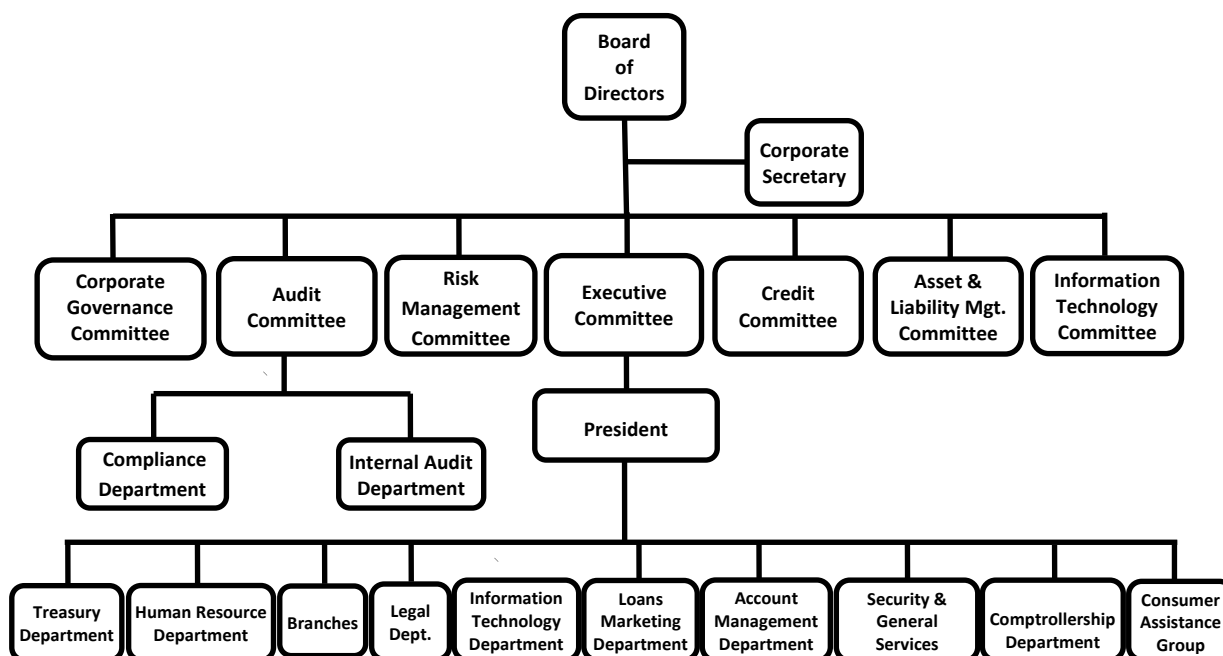 Board
of
Directors
Corporate
Secretary
Corporate
Governance
Committee
Audit
Committee
Risk
Management
Committee
Executive
Committee
Credit
Committee
Asset &
Liability Mgt.
Committee
Information
Technology
Committee
Compliance
Department
Internal Audit
Department
President
Treasury
Department
Human Resource
Department
Branches
Legal
Dept.
Information
Technology
Department
Loans
Marketing
Department
Account
Management
Department
Security &
General
Services
Comptrollership
Department
Consumer
Assistance
Group